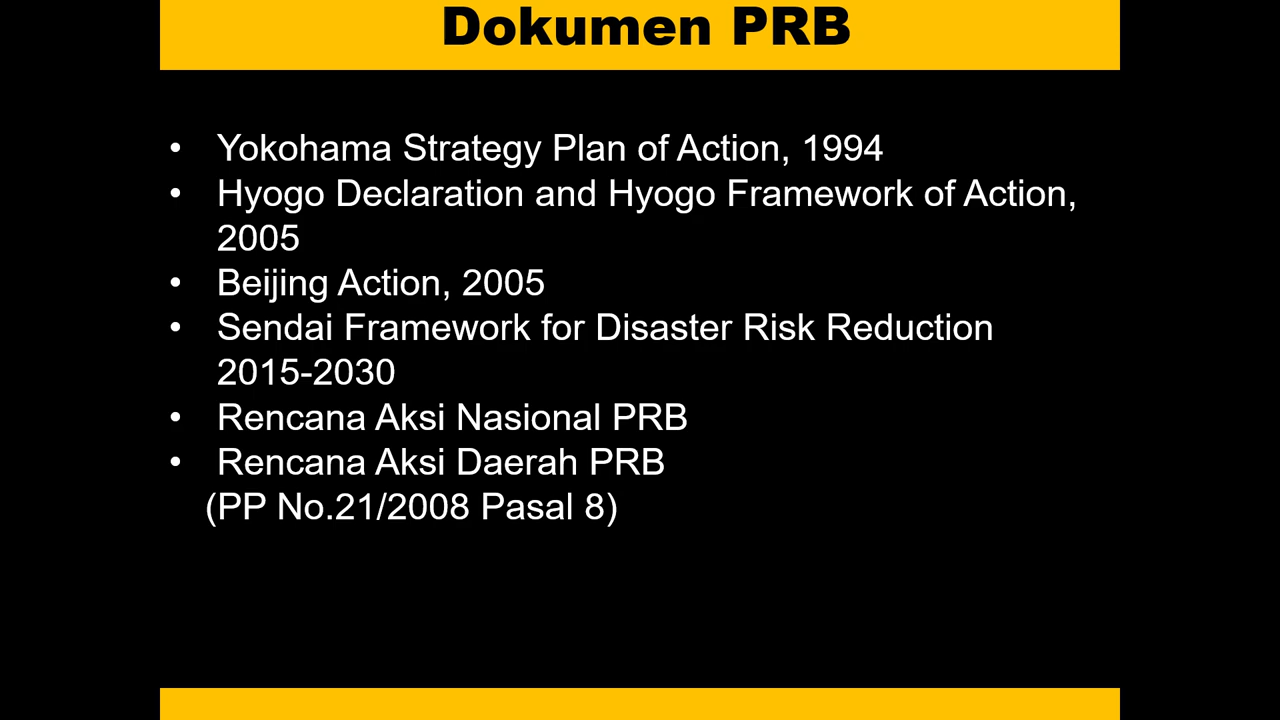 Dokumen PRB
• Yokohama Strategy Plan of Action, 1994
• Hyogo Declaration and Hyogo Framework of Action,
2005
• Beijing Action, 2005
• Sendai Framework for Disaster Risk Reduction
2015-2030
• Rencana Aksi Nasional PRB
• Rencana Aksi Daerah PRB
(PP No.21/2008 Pasal 8)